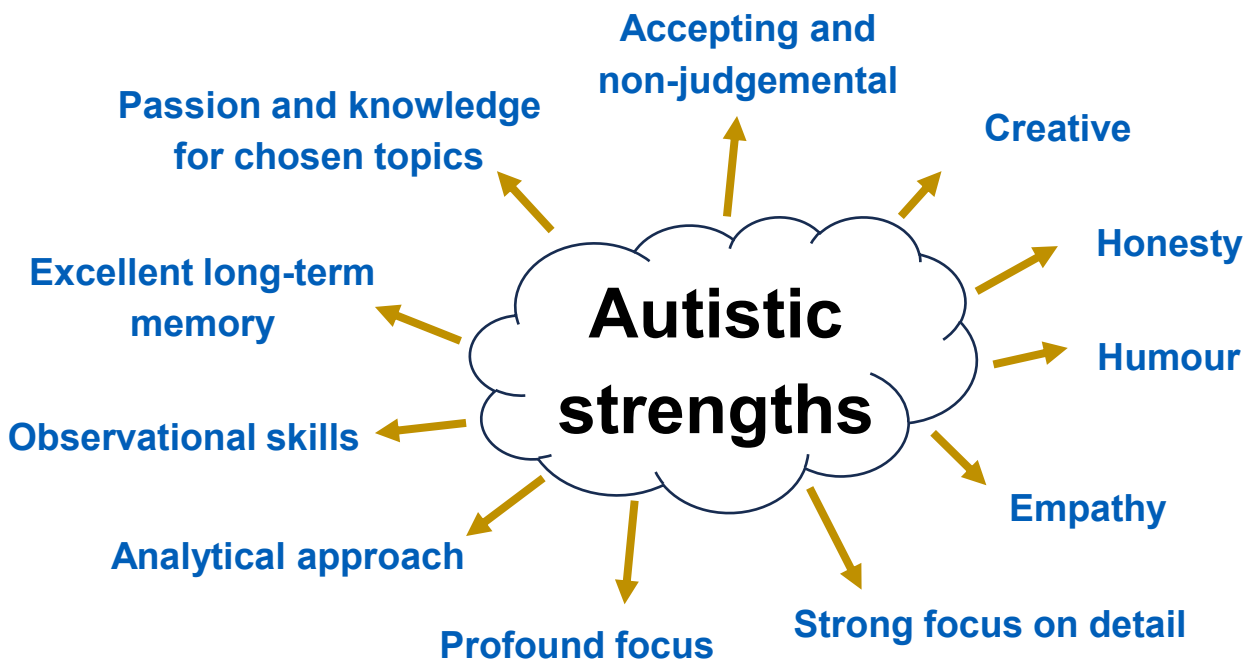 Accepting and
non-judgemental
Passion and knowledge
for chosen topics
Creative
Honesty
Excellent long-term
memory
Autistic
strengths
Humour
Observational skills
Empathy
Analytical approach
Strong focus on detail
Profound focus